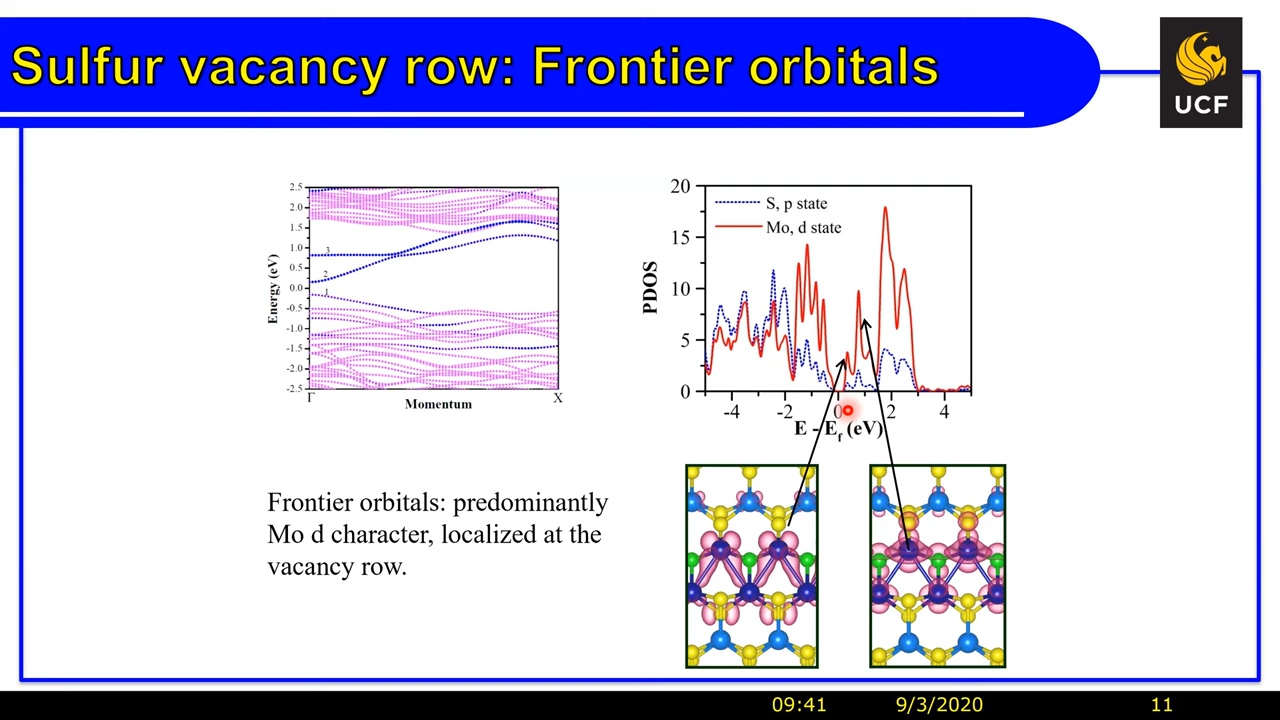 Sulfur vacancy row: Frontier orbitals
UCF
2.5
2.0
1.5
1.0
0.5
0.0
-0.5
-1.0
-1.5
-2.0
-2.5
Energy (eV)
3
2
1
Γ
X
Momentum
20
15
10
5
0
PDOS
S, p state
Mo, d state
-4
-2
0
2
4
E - Ef (eV)
Frontier orbitals: predominantly
Mo d character, localized at the
vacancy row.
09:41
9/3/2020
11